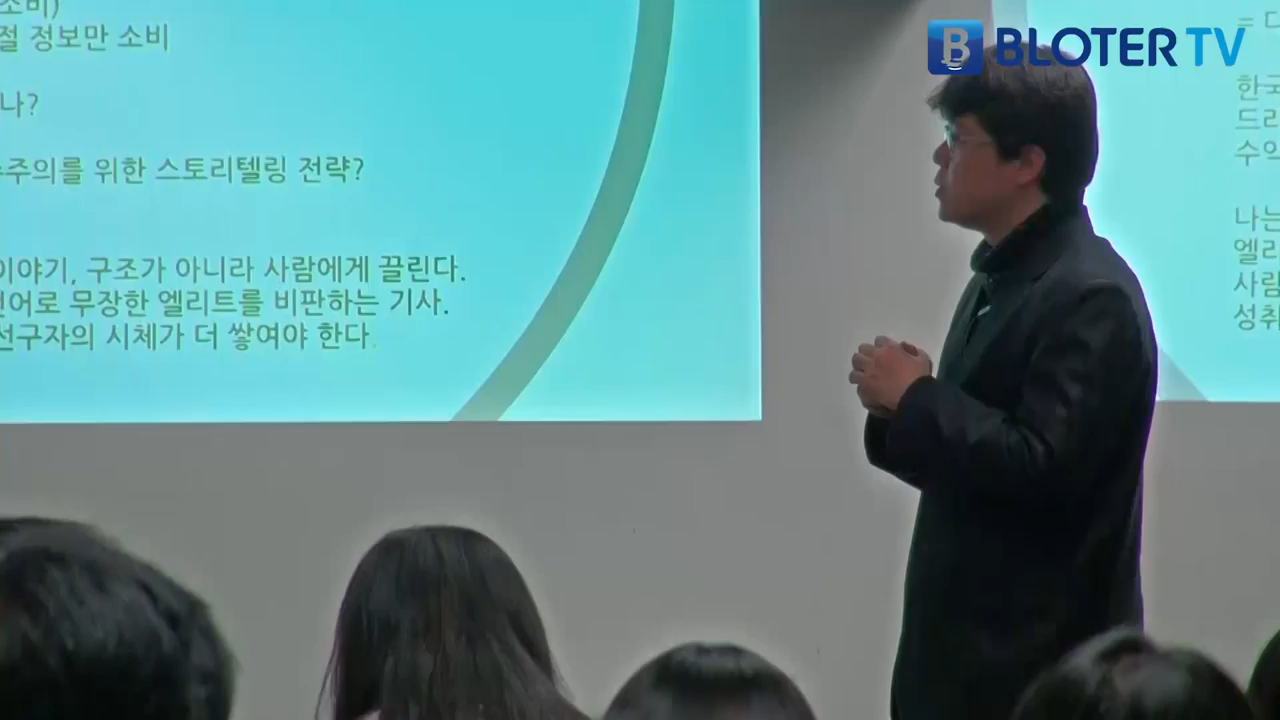 BLOTER TV
소비)
절 정보만 소비
나?
주의를 위한 스토리텔링 전략?
이야기, 구조가 아니라 사람에게 끌린다.
언어로 무장한 엘리트를 비판하는 기사.
선구자의 시체가 더 쌓여야 한다.
=
한국
드리
수익
나는
엘리
사람
성취